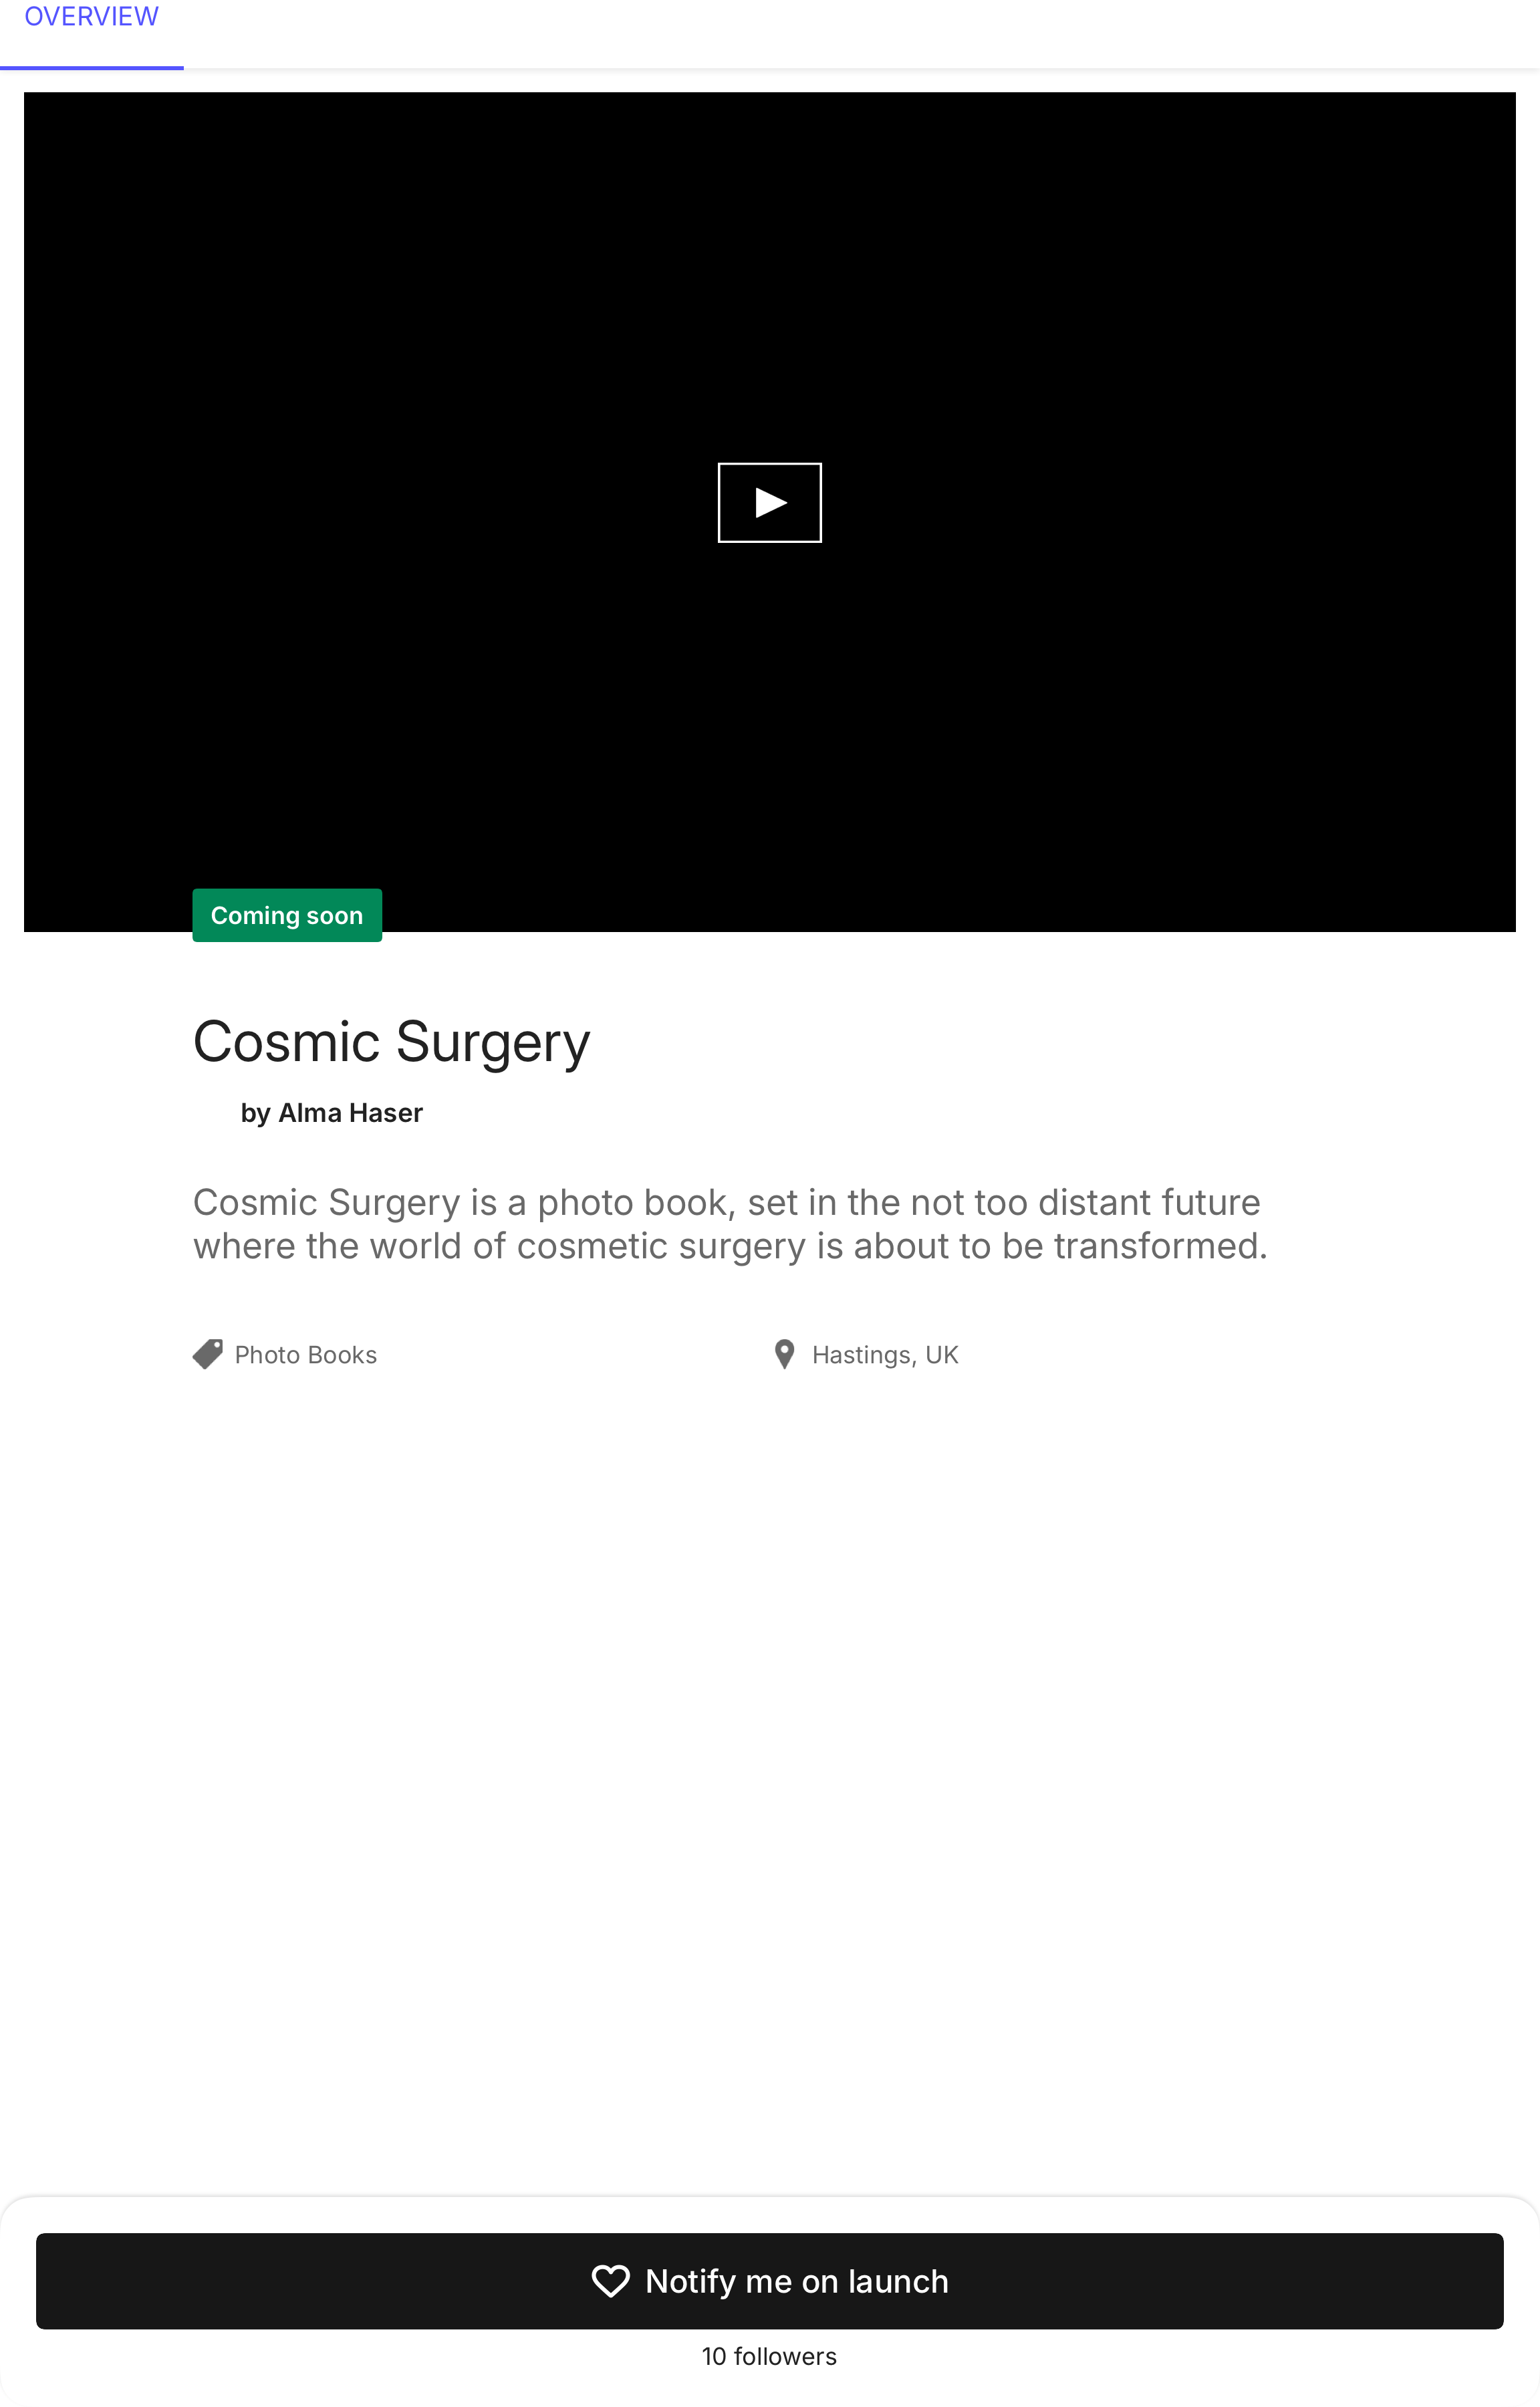 OVERVIEW
Coming soon
Cosmic Surgery
by Alma Haser
Cosmic Surgery is a photo book, set in the not too distant future
where the world of cosmetic surgery is about to be transformed.
Photo Books
Hastings, UK
Notify me on launch
10 followers